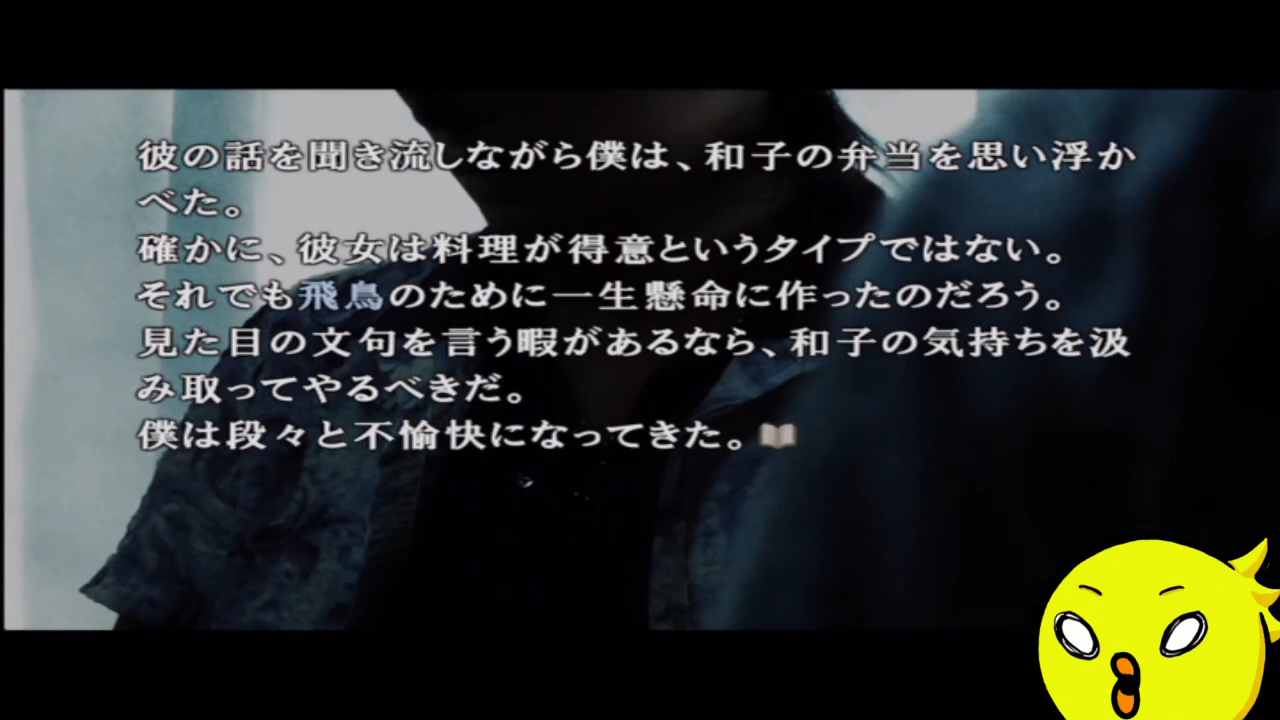 彼の話を聞き流しながら僕は、和子の弁当を思い浮か
べた。
確かに、彼女は料理が得意というタイプではない。
それでも飛鳥のために一生懸命に作ったのだろう。
見た目の文句を言う暇があるなら、和子の気持ちを汲
み取ってやるべきだ。
僕は段々と不愉快になってきた。